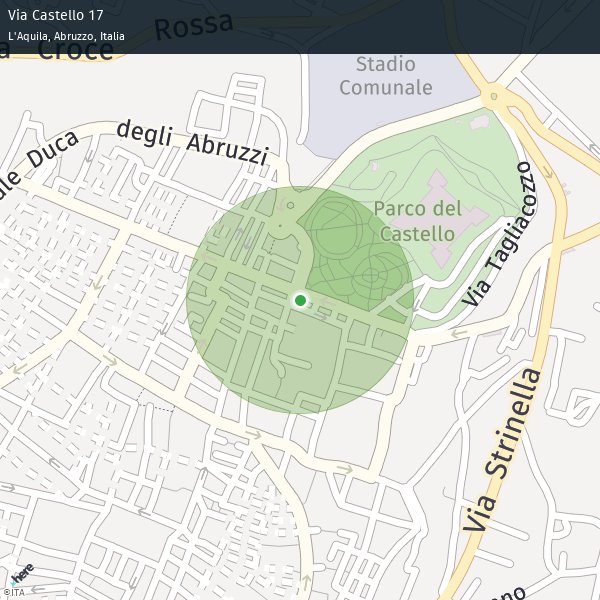 Via Castello 17
L'Aquila, Abruzzo, Italia
Croce Rossa
Stadio
Comunale
Duca degli Abruzzi
Parco del
Castello
Via Tagliacozzo
Via Strinella
here
©ITA